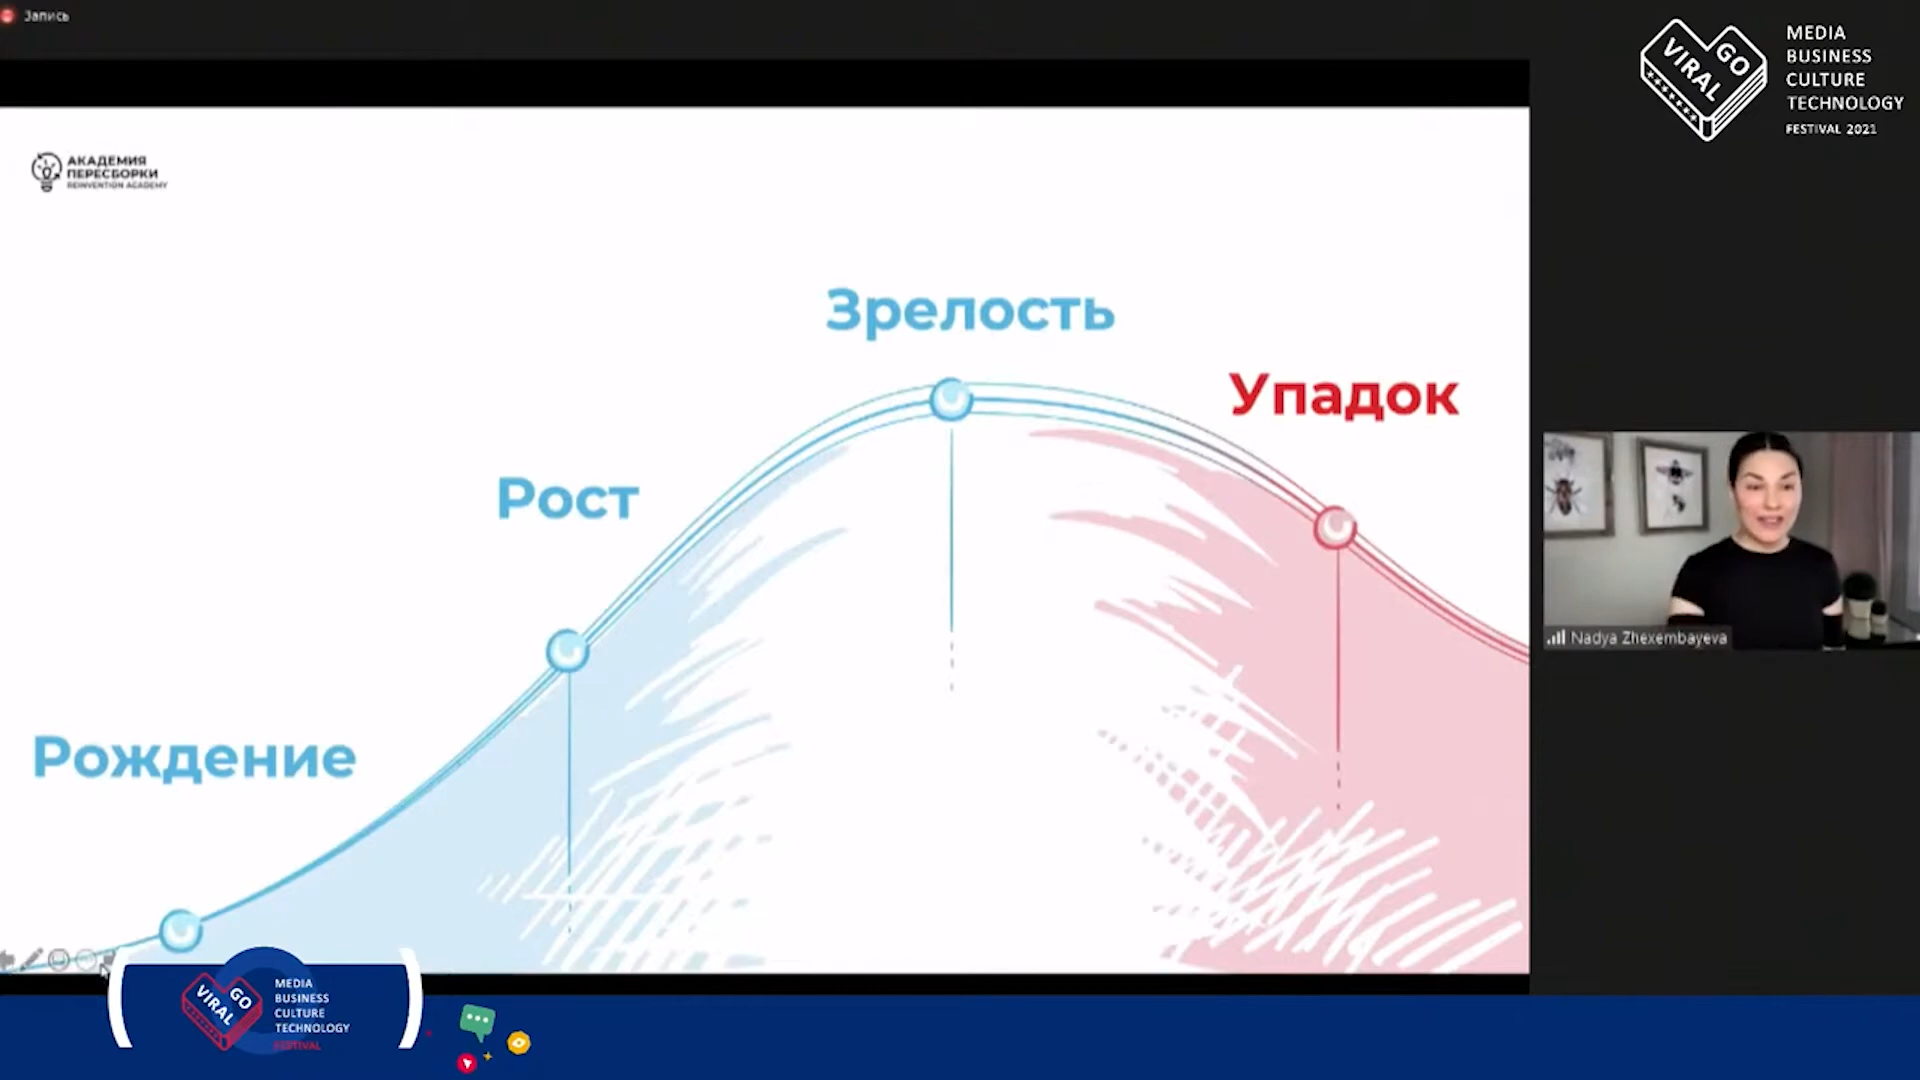 Запись
VIRAL GO
MEDIA
BUSINESS
CULTURE
TECHNOLOGY
FESTIVAL 2021
АКАДЕМИЯ
ПЕРЕСБОРКИ
REINVENTION ACADEMY
Зрелость
Упадок
Рост
Рождение
Nadya Zhexembayeva
VIRAL GO
MEDIA
BUSINESS
CULTURE
TECHNOLOGY
FESTIVAL